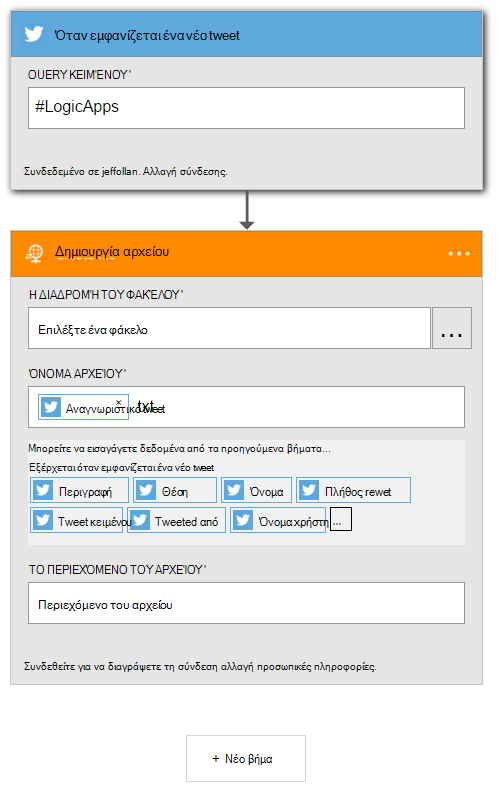 Όταν εμφανίζεται ένα νέο tweet
OUERY ΚΕΙΜΈΝΟΥ'
#LogicApps
Συνδεδεμένο σε jeffollan. Αλλαγή σύνδεσης.
Δημιουργία αρχείου
Η ΔΙΑΔΡΟΜΉ ΤΟΥ ΦΑΚΈΛΟΥ'
Επιλέξτε ένα φάκελο
...
ΌΝΟΜΑ ΑΡΧΕΊΟΥ'
Αναγνωριστικό tweet .txt
Μπορείτε να εισαγάγετε δεδομένα από τα προηγούμενα βήματα...
Εξέρχεται όταν εμφανίζεται ένα νέο tweet
Περιγραφή Θέση Όνομα Πλήθος rewet
Tweet κειμένου Tweeted από Όνομα χρήστη ...
ΤΟ ΠΕΡΙΕΧΌΜΕΝΟ ΤΟΥ ΑΡΧΕΊΟΥ'
Περιεχόμενο του αρχείου
Συνδεθείτε για να διαγράψετε τη σύνδεση αλλαγή προσωπικές πληροφορίες.
+ Νέο βήμα